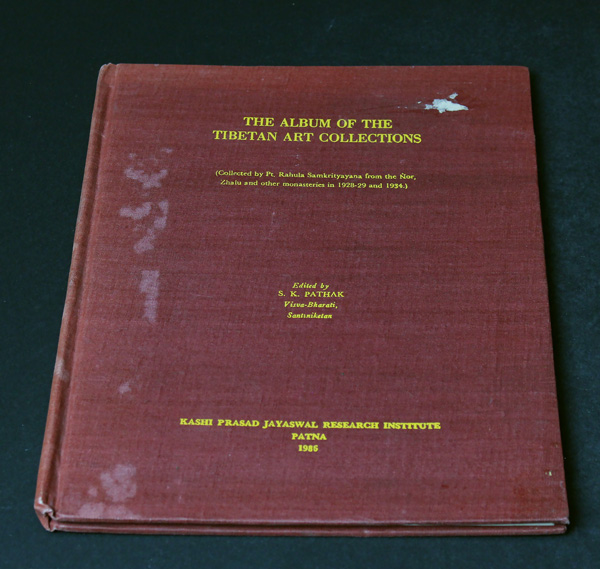 THE ALBUM OF THE
TIBETAN ART COLLECTIONS
(Collected by Pt. Rahula Samkrityayana from the Ñor,
Zhalu and other monasteries in 1928-29 and 1934.)
Edited by
S. K. PATHAK
Visva-Bharati,
Santiniketan
KASHI PRASAD JAYASWAL RESEARCH INSTITUTE
PATNA
1986